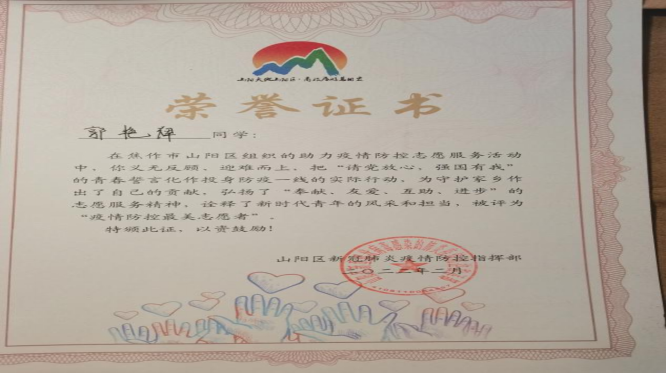 荣誉证书
郭艳萍 同学：
在焦作市山阳区组织的助力疫情防控志愿服务活动
中，你义无反顾、迎难而上，把“请党放心，强国有我”
的青春誓言化作投身防疫一线的实际行动，为守护家乡作
出了自己的贡献，弘扬了“奉献、友爱、互助、进步”的
志愿服务精神，诠释了新时代青年的风采和担当，被评为
“疫情防控最美志愿者”。
特颁此证，以资鼓励！
山阳区新冠肺炎疫情防控指挥部
二〇二二年二月